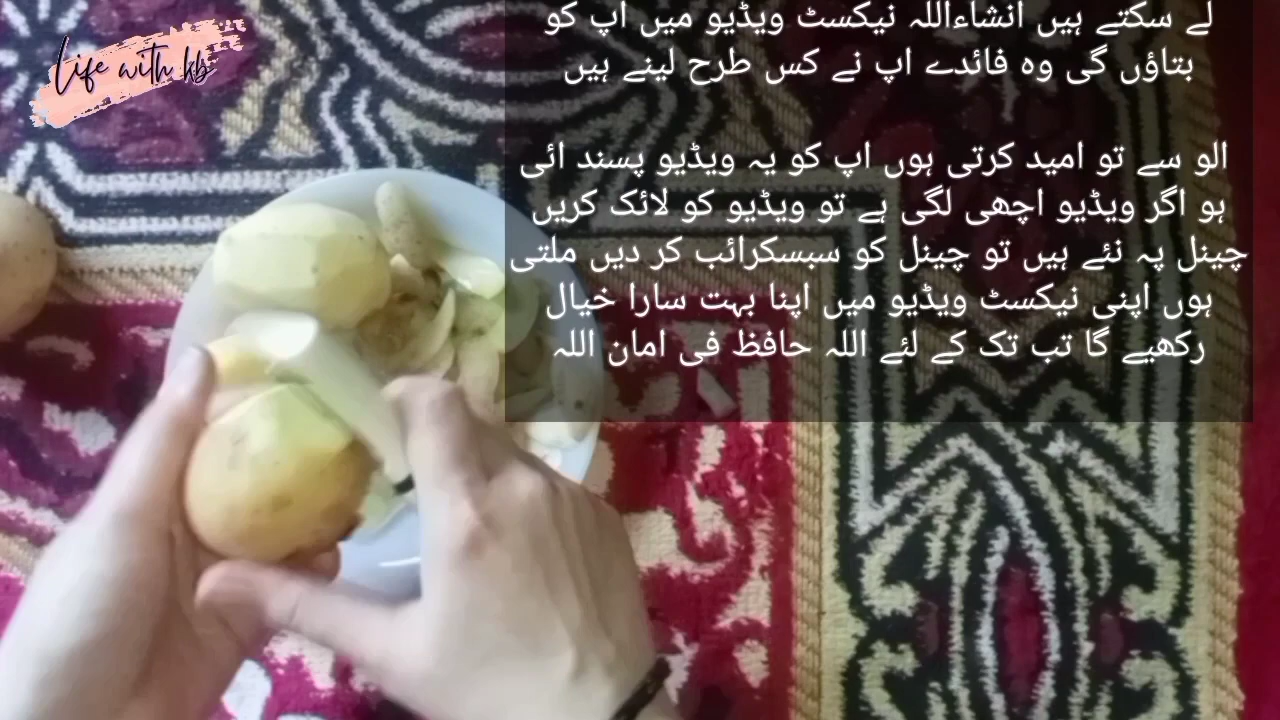 Life with kb
لے سکتے ہیں انشاءاللہ نیکسٹ ویڈیو میں اپ کو
بتاؤں گی وہ فائدے اپ نے کس طرح لینے ہیں
الو سے تو امید کرتی ہوں اپ کو یہ ویڈیو پسند ائی
ہو اگر ویڈیو اچھی لگی ہے تو ویڈیو کو لائک کریں
چینل پہ نئے ہیں تو چینل کو سبسکرائب کر دیں ملتی
ہوں اپنی نیکسٹ ویڈیو میں اپنا بہت سارا خیال
رکھیے گا تب تک کے لئے اللہ حافظ فی امان اللہ